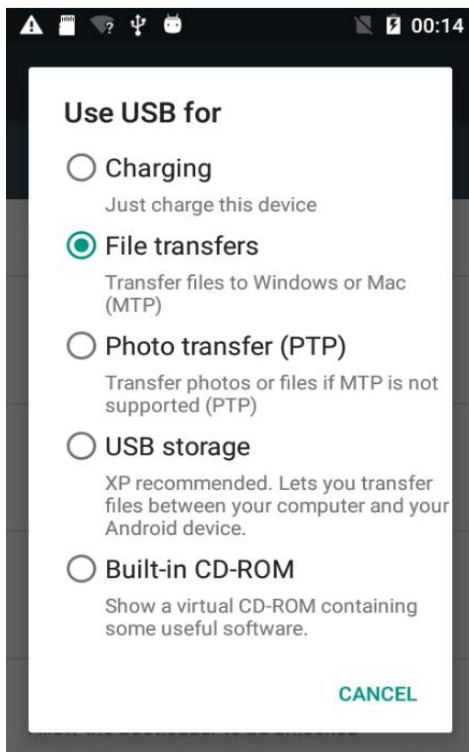 00:14
Use USB for
Charging
Just charge this device
File transfers
Transfer files to Windows or Mac
(MTP)
Photo transfer (PTP)
Transfer photos or files if MTP is not
supported (PTP)
USB storage
XP recommended. Lets you transfer
files between your computer and your
Android device.
Built-in CD-ROM
Show a virtual CD-ROM containing
some useful software.
CANCEL